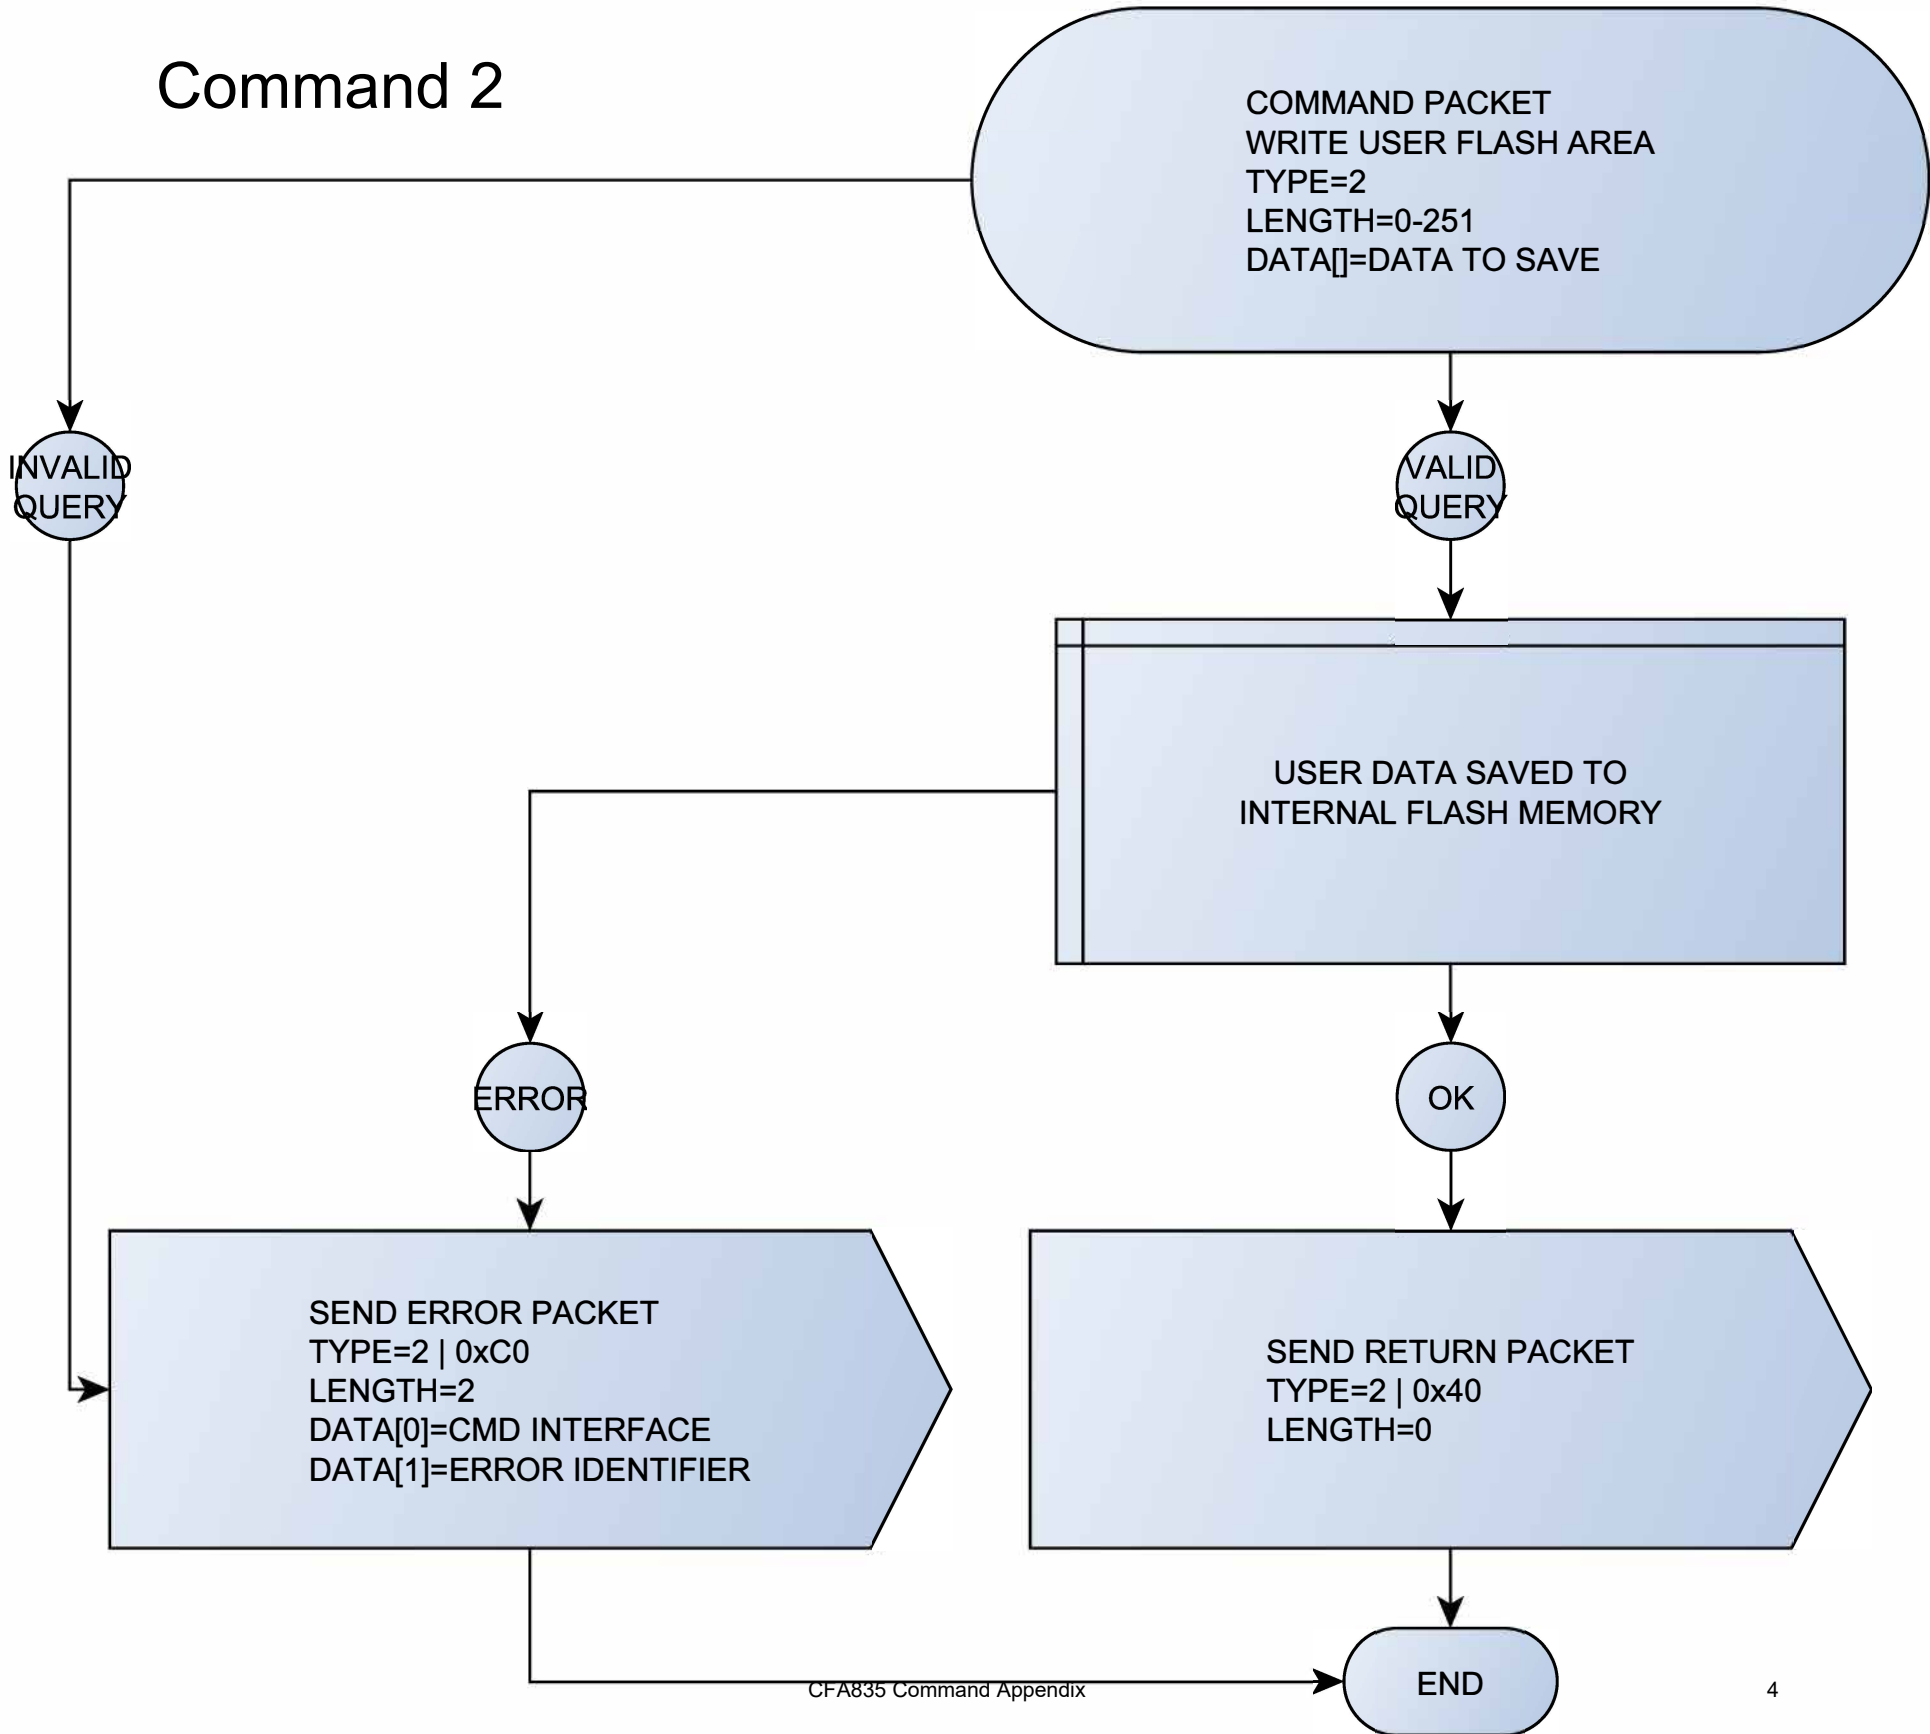 Command 2
COMMAND PACKET
WRITE USER FLASH AREA
TYPE=2
LENGTH=0-251
DATA[]=DATA TO SAVE
INVALID
QUERY
VALID
QUERY
USER DATA SAVED TO
INTERNAL FLASH MEMORY
ERROR
OK
SEND ERROR PACKET
TYPE=2 | 0xC0
LENGTH=2
DATA[0]=CMD INTERFACE
DATA[1]=ERROR IDENTIFIER
SEND RETURN PACKET
TYPE=2 | 0x40
LENGTH=0
END
CFA835 Command Appendix
4